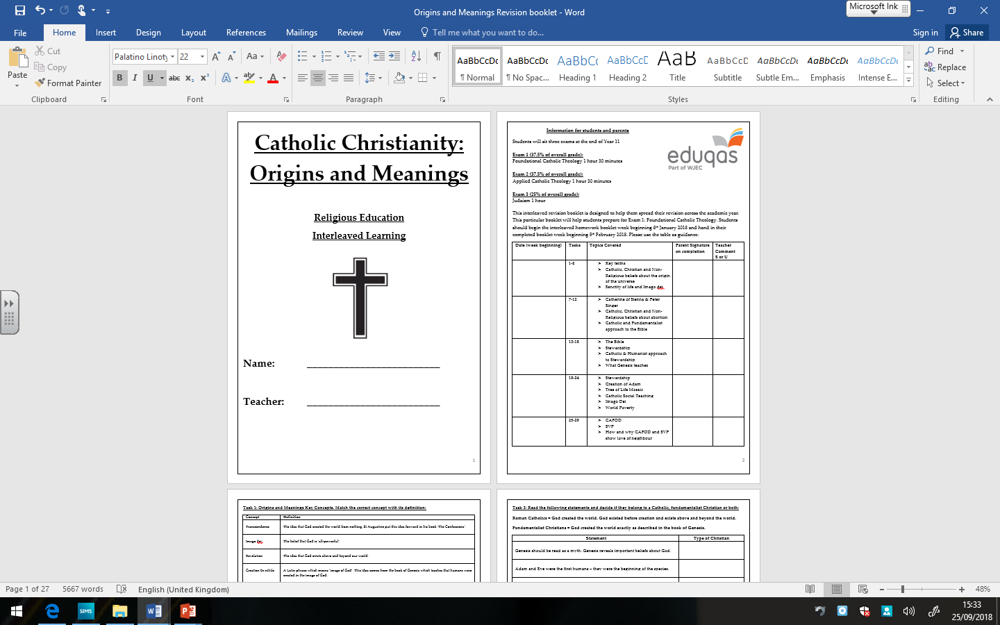 Origins and Meanings Revision booklet - Word
Microsoft Ink
File Home Insert Design Layout References Mailings Review View Tell me what you want to do... Sign in Share
Paste
Cut
Copy
Format Painter
Clipboard
Palatino Linoty 22
Font
Paragraph
AaBbCcDc AaBbCcDc AaBbCc AaBbCcD AaB AaBbCcD AaBbCcDc AaBbCcDc AaBbCcDc
¶ Normal ¶ No Spac... Heading 1 Heading 2 Title Subtitle Subtle Em... Emphasis Intense E...
Styles
Find
Replace
Select
Editing
Catholic Christianity:
Origins and Meanings
Religious Education
Interleaved Learning
Name: ________________________
Teacher: ________________________
1
Information for students and parents
eduqas
Part of WJEC
Students will sit three exams at the end of Year 11
Exam 1 (37.5% of overall grade):
Foundational Catholic Theology 1 hour 30 minutes
Exam 2 (37.5% of overall grade):
Applied Catholic Theology 1 hour 30 minutes
Exam 3 (25% of overall grade):
Judaism 1 hour
This interleaved revision booklet is designed to help them spread their revision across the academic year.
This particular booklet will help students prepare for Exam 1: Foundational Catholic Theology. Students
should begin the interleaved homework booklet week beginning 8th January 2018 and hand in their
completed booklet week beginning 5th February 2018. Please use the table as guidance:
Date (week beginning) Tasks Topics Covered Parent Signature on completion Teacher Comment S or U
1-6
Key terms
Catholic, Christian and Non-
Religious beliefs about the origin
of the universe
Sanctity of life and Imago dei
7-12
Catherine of Sienna & Peter
Singer
Catholic, Christian and Non-
Religious beliefs about abortion
Catholic and Fundamentalist
approach to the Bible
13-18
The Bible
Stewardship
Catholic & Humanist approach
to Stewardship
What Genesis teaches
19-24
Stewardship
Creation of Adam
Tree of Life Mosaic
Catholic Social Teaching
Imago Dei
World Poverty
25-29
CAFOD
SVP
How and why CAFOD and SVP
show love of neighbour
2
Task 1: Origins and Meanings Key Concepts. Match the correct concept with its definition:
Concept Definition
Transcendence The idea that God created the world from nothing. St Augustine put this idea forward in his book 'The Confessions'.
Imago dei The belief that God is 'all-powerful'
Revelation The idea that God exists above and beyond our world.
Creation Ex nihilo A Latin phrase which means 'image of God'. This idea comes from the book of Genesis which teaches that humans were
created in the image of God.
Task 3: Read the following statements and decide if they belong to a Catholic, fundamentalist Christian or both:
Roman Catholics = God created the world. God existed before creation and exists above and beyond the world.
Fundamentalist Christians = God created the world exactly as described in the book of Genesis.
Statement Type of Christian
Genesis should be read as a myth. Genesis reveals important beliefs about God.
Adam and Eve were the first humans – they were the beginning of the species.
Page 1 of 27 5667 words English (United Kingdom) 48%
SIMS
15:33
25/09/2018